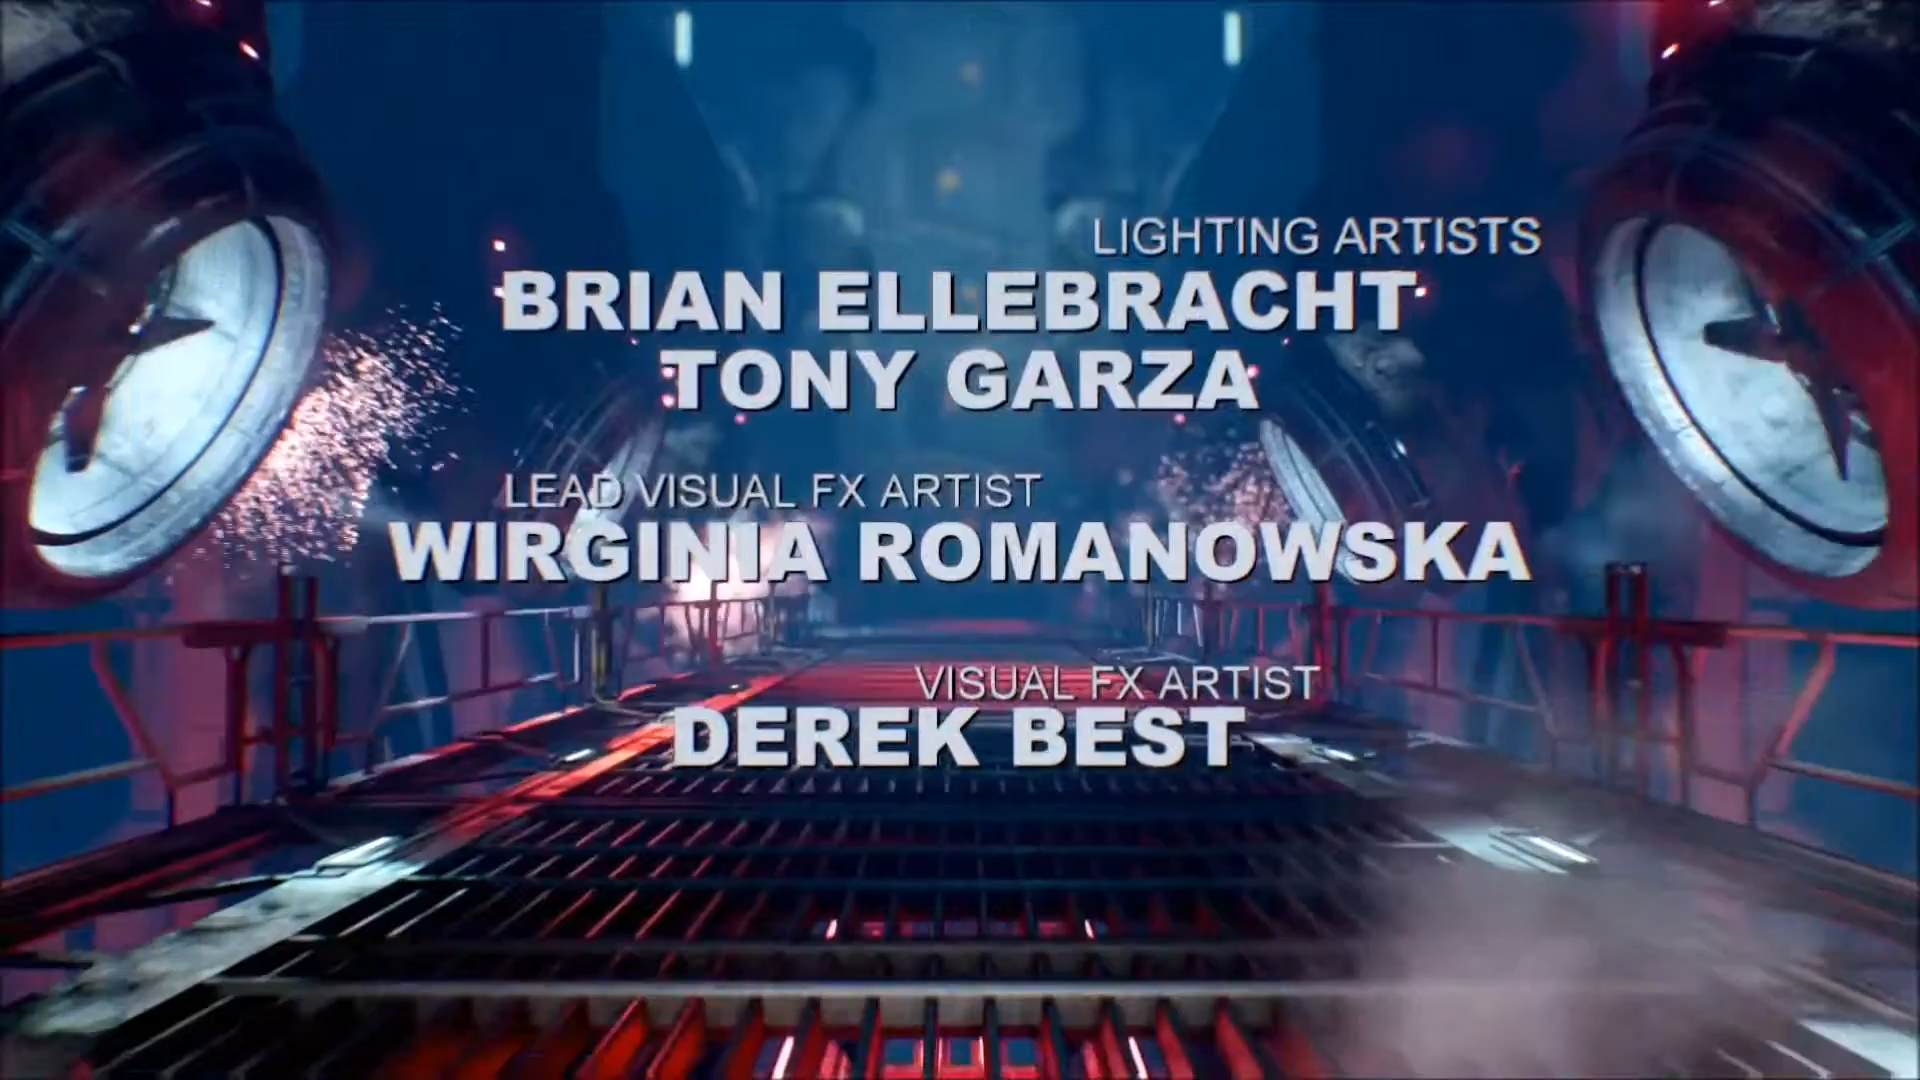 LIGHTING ARTISTS
BRIAN ELLEBRACHT
TONY GARZA
LEAD VISUAL FX ARTIST
WIRGINIA ROMANOWSKA
VISUAL FX ARTIST
DEREK BEST